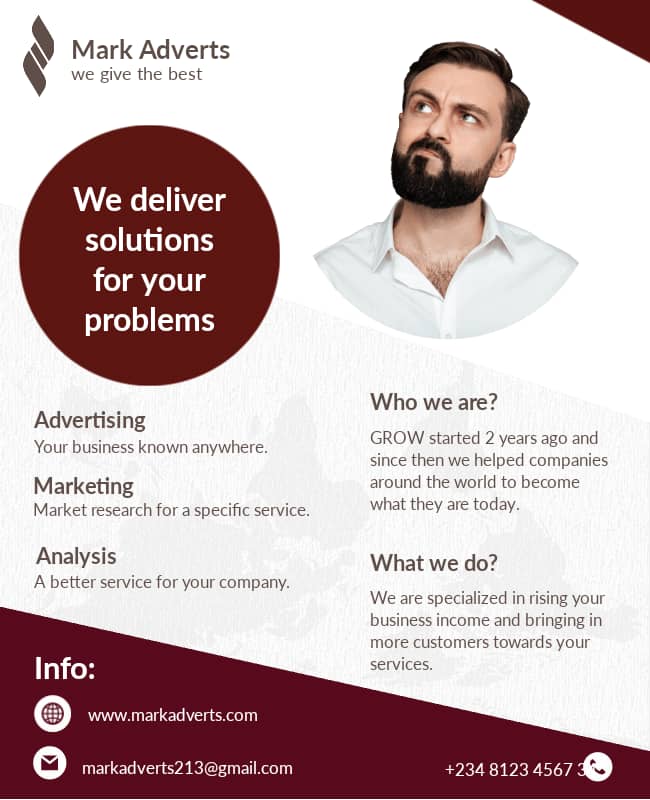 Mark Adverts
we give the best
We deliver
solutions
for your
problems
Advertising
Your business known anywhere.
Marketing
Market research for a specific service.
Analysis
A better service for your company.
Who we are?
GROW started 2 years ago and
since then we helped companies
around the world to become
what they are today.
What we do?
We are specialized in rising your
business income and bringing in
more customers towards your
services.
Info:
www.markadverts.com
markadverts213@gmail.com
+234 8123 4567